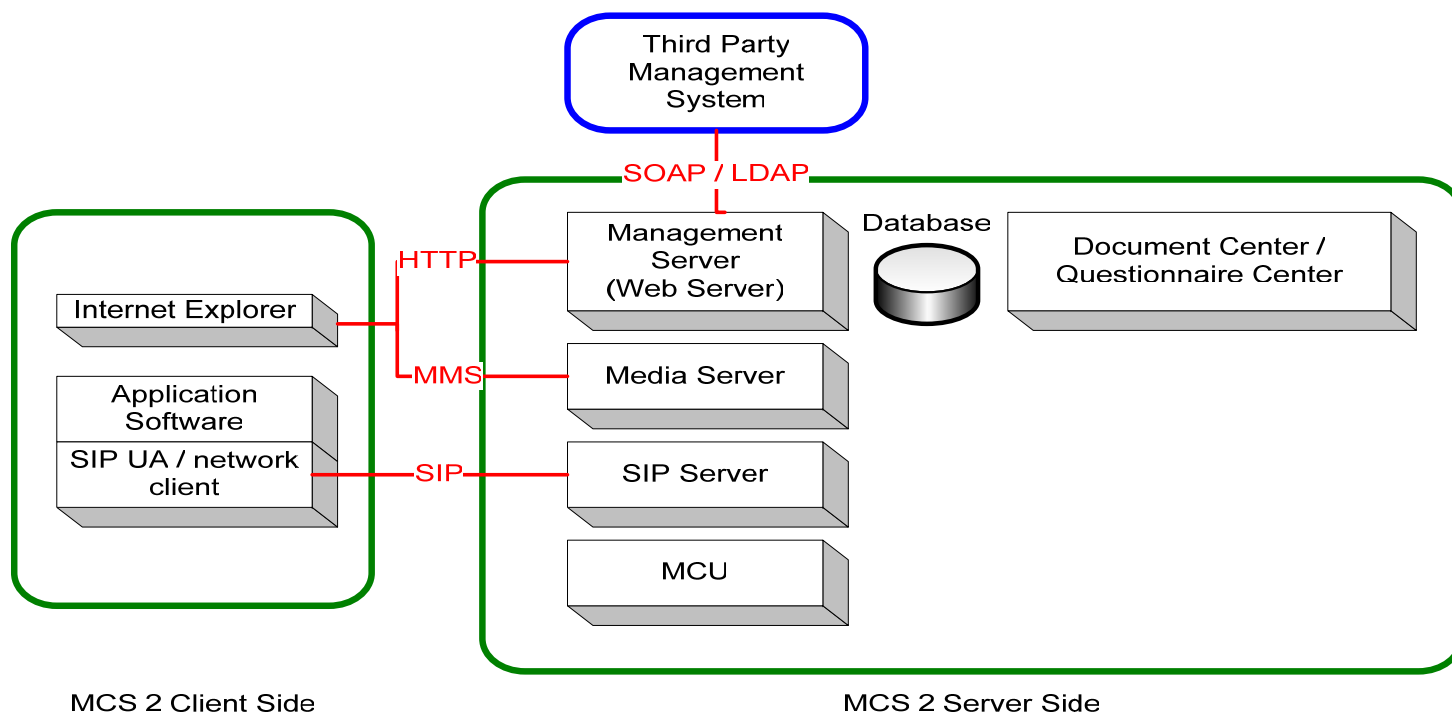 Third Party
Management
System
SOAP / LDAP
HTTP
MMS
SIP
Internet Explorer
Application
Software
SIP UA / network
client
Management
Server
(Web Server)
Database
Document Center /
Questionnaire Center
Media Server
SIP Server
MCU
MCS 2 Client Side
MCS 2 Server Side